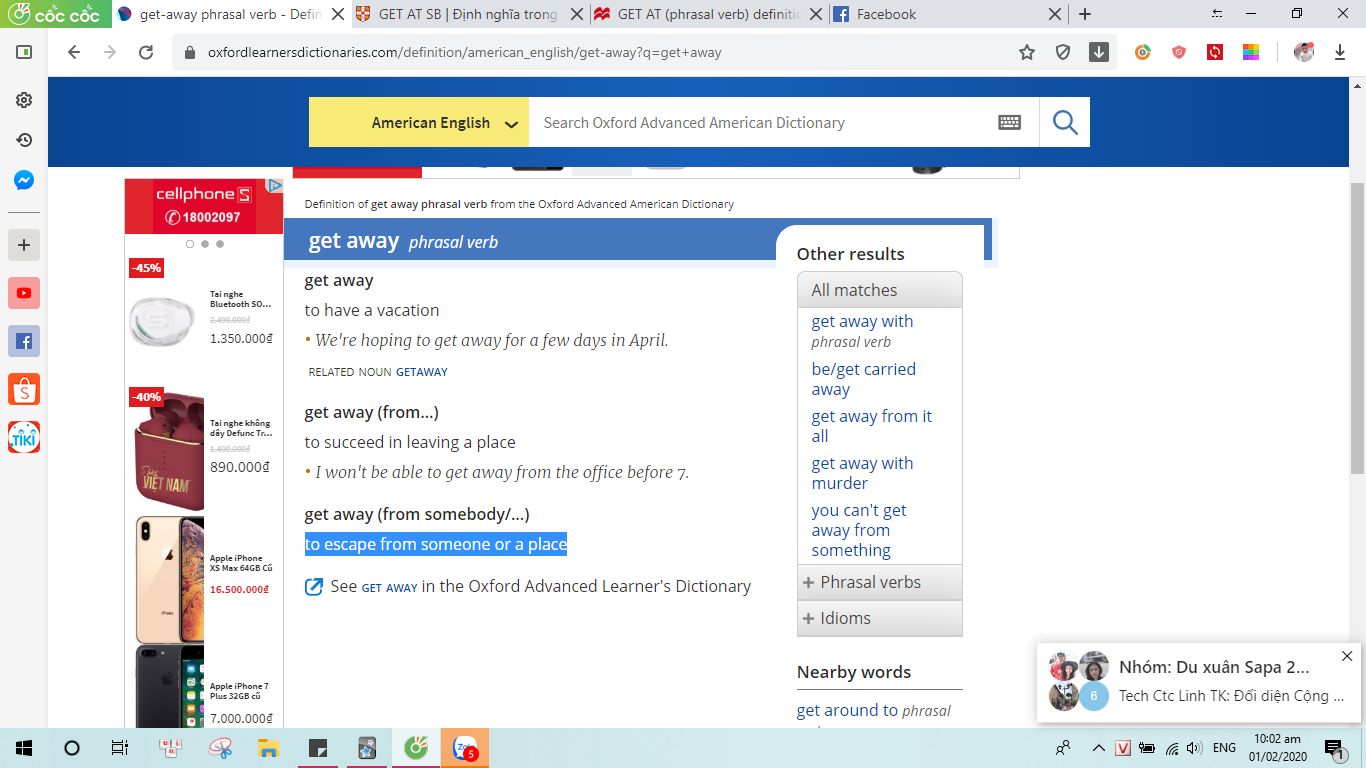 cốc cốc
get-away phrasal verb - Defin
GET AT SB | Định nghĩa trong
GET AT (phrasal verb) definitio
Facebook
oxfordlearnersdictionaries.com/definition/american_english/get-away?q=get+away
American English
Search Oxford Advanced American Dictionary
cellphoneS
18002097
-45%
Tai nghe
Bluetooth SO...
2.490.000₫
1.350.000₫
-40%
Tai nghe không
dây Defunc Tr...
1.490.000₫
890.000₫
VIỆT NAM
Apple iPhone
XS Max 64GB Cũ
16.500.000₫
Apple iPhone 7
Plus 32GB cũ
7.000.000₫
Definition of get away phrasal verb from the Oxford Advanced American Dictionary
get away phrasal verb
get away
to have a vacation
• We're hoping to get away for a few days in April.
RELATED NOUN GETAWAY
get away (from...)
to succeed in leaving a place
• I won't be able to get away from the office before 7.
get away (from somebody/...)
to escape from someone or a place
See GET AWAY in the Oxford Advanced Learner's Dictionary
Other results
All matches
get away with
phrasal verb
be/get carried
away
get away from it
all
get away with
murder
you can't get
away from
something
+ Phrasal verbs
+ Idioms
Nearby words
get around to phrasal
TIKI
6
Nhóm: Du xuân Sapa 2...
Tech Ctc Linh TK: Đối diện Cộng ...
Zalo
5
V
ENG
10:02 am
01/02/2020
1